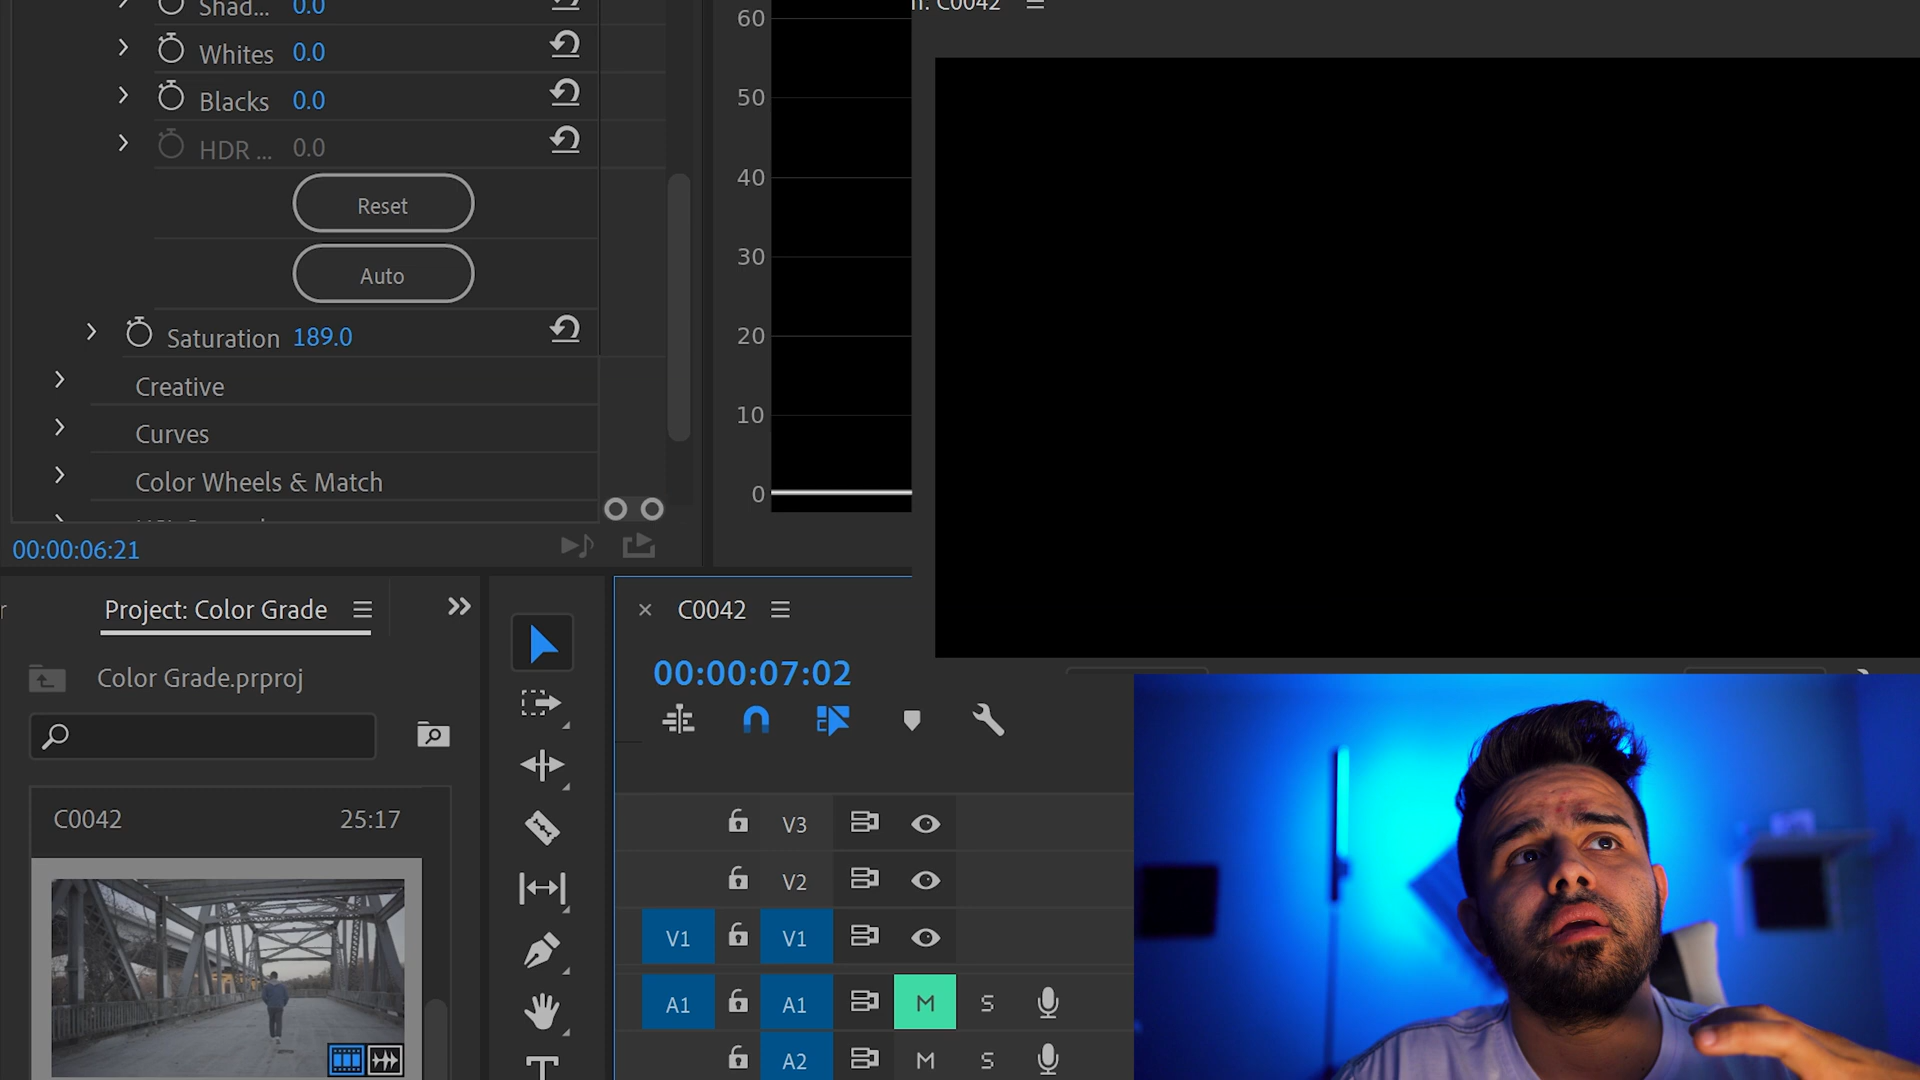 Shad... 0.0
Whites 0.0
Blacks 0.0
HDR ... 0.0
Reset
Auto
Saturation 189.0
Creative
Curves
Color Wheels & Match
00:00:06:21
60
50
40
30
20
10
0
: C0042
Project: Color Grade
Color Grade.prproj
C0042 25:17
C0042
00:00:07:02
V3
V2
V1 V1
A1 A1 M S
A2 M S